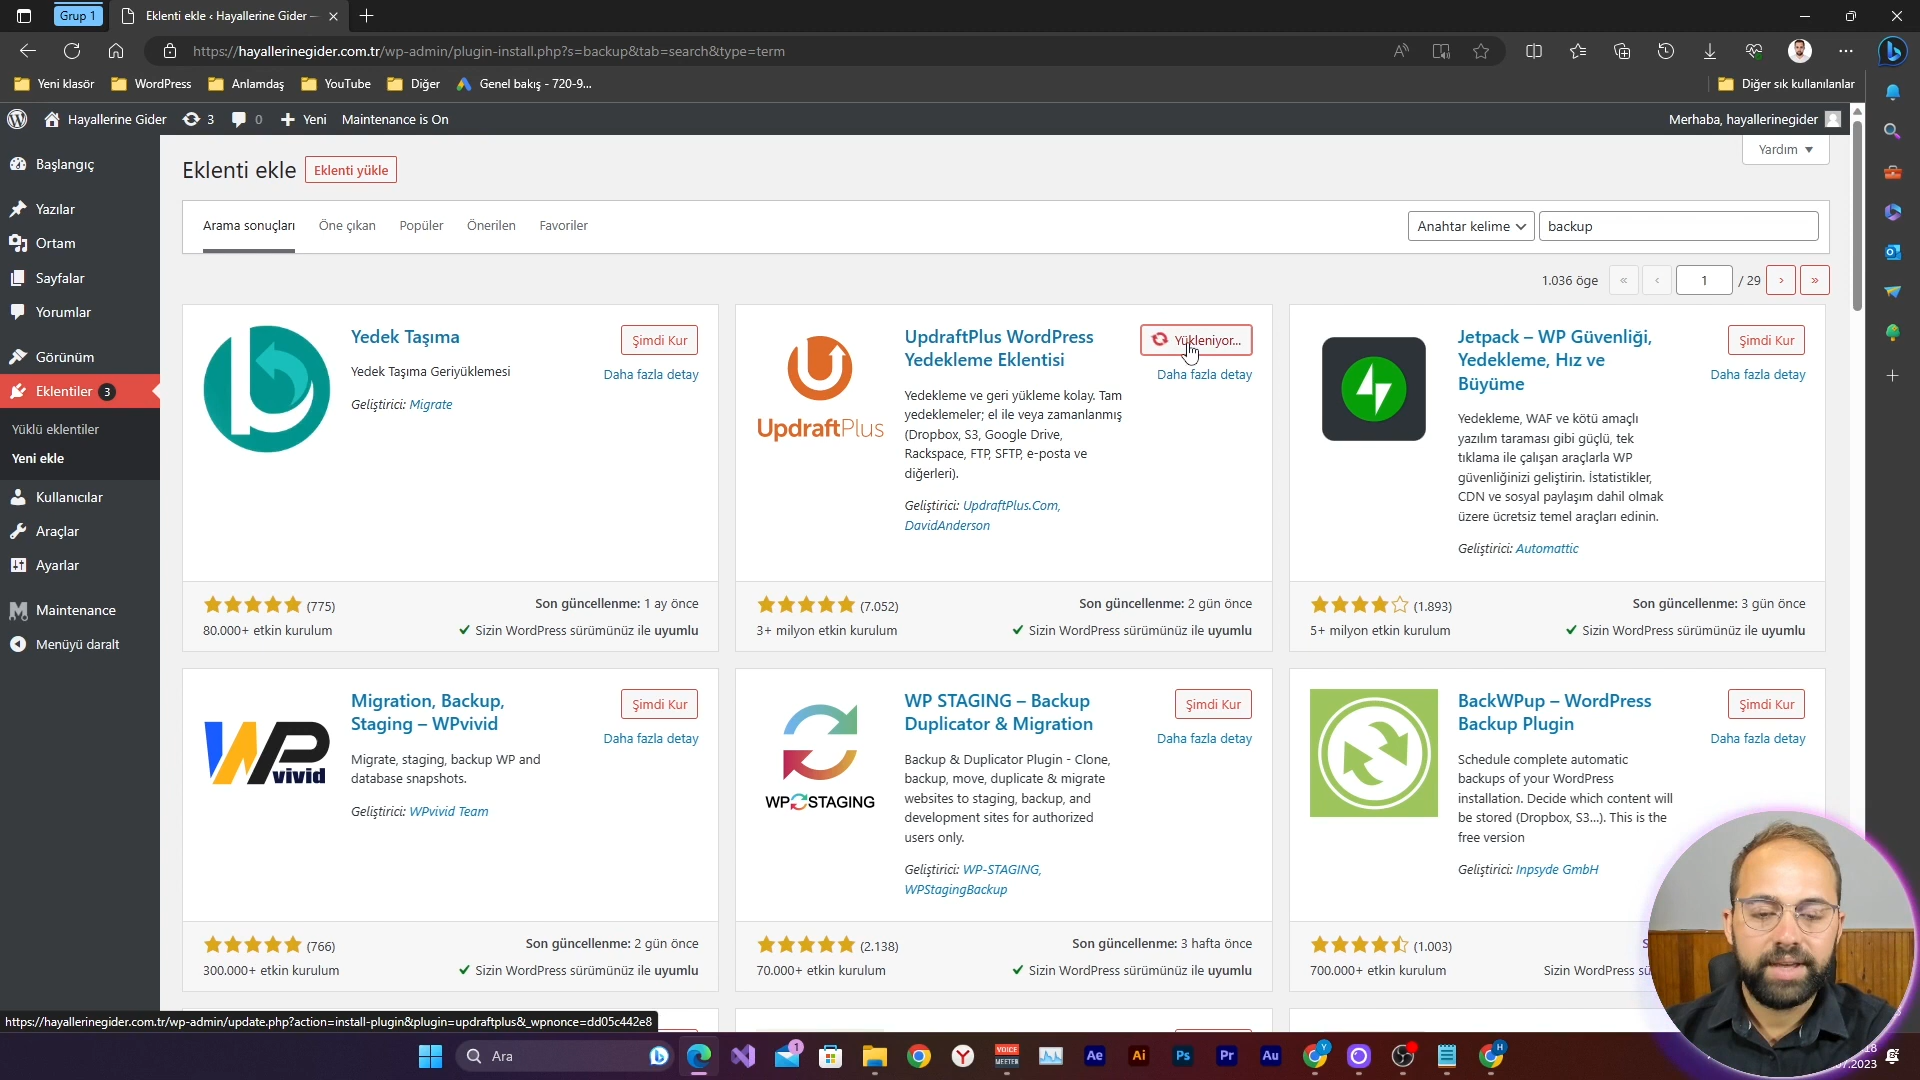 Grup 1
Eklenti ekle ‹ Hayallerine Gider —
https://hayallerinegider.com.tr/wp-admin/plugin-install.php?s=backup&tab=search&type=term
Yeni klasör
WordPress
Anlamdaş
YouTube
Diğer
Genel bakış - 720-9...
Diğer sık kullanılanlar
Hayallerine Gider
3
0
Yeni
Maintenance is On
Merhaba, hayallerinegider
Başlangıç
Yazılar
Ortam
Sayfalar
Yorumlar
Görünüm
Eklentiler 3
Yüklü eklentiler
Yeni ekle
Kullanıcılar
Araçlar
Ayarlar
Maintenance
Menüyü daralt
Yardım
Eklenti ekle
Eklenti yükle
Arama sonuçları
Öne çıkan
Popüler
Önerilen
Favoriler
Anahtar kelime
backup
1.036 öge
«
‹
1
/ 29
›
»
Yedek Taşıma
Şimdi Kur
Daha fazla detay
Yedek Taşıma Geriyüklemesi
Geliştirici: Migrate
(775)
Son güncellenme: 1 ay önce
80.000+ etkin kurulum
Sizin WordPress sürümünüz ile uyumlu
UpdraftPlus
UpdraftPlus WordPress
Yedekleme Eklentisi
Yükleniyor...
Daha fazla detay
Yedekleme ve geri yükleme kolay. Tam
yedeklemeler; el ile veya zamanlanmış
(Dropbox, S3, Google Drive,
Rackspace, FTP, SFTP, e-posta ve
diğerleri).
Geliştirici: UpdraftPlus.Com,
DavidAnderson
(7.052)
Son güncellenme: 2 gün önce
3+ milyon etkin kurulum
Sizin WordPress sürümünüz ile uyumlu
Jetpack – WP Güvenliği,
Yedekleme, Hız ve
Büyüme
Şimdi Kur
Daha fazla detay
Yedekleme, WAF ve kötü amaçlı
yazılım taraması gibi güçlü, tek
tıklama ile çalışan araçlarla WP
güvenliğinizi geliştirin. İstatistikler,
CDN ve sosyal paylaşım dahil olmak
üzere ücretsiz temel araçları edinin.
Geliştirici: Automattic
(1.893)
Son güncellenme: 3 gün önce
5+ milyon etkin kurulum
Sizin WordPress sürümünüz ile uyumlu
WP
vivid
Migration, Backup,
Staging – WPvivid
Şimdi Kur
Daha fazla detay
Migrate, staging, backup WP and
database snapshots.
Geliştirici: WPvivid Team
(766)
Son güncellenme: 2 gün önce
300.000+ etkin kurulum
Sizin WordPress sürümünüz ile uyumlu
WP STAGING
WP STAGING – Backup
Duplicator & Migration
Şimdi Kur
Daha fazla detay
Backup & Duplicator Plugin - Clone,
backup, move, duplicate & migrate
websites to staging, backup, and
development sites for authorized
users only.
Geliştirici: WP-STAGING,
WPStagingBackup
(2.138)
Son güncellenme: 3 hafta önce
70.000+ etkin kurulum
Sizin WordPress sürümünüz ile uyumlu
BackWPup – WordPress
Backup Plugin
Şimdi Kur
Daha fazla detay
Schedule complete automatic
backups of your WordPress
installation. Decide which content will
be stored (Dropbox, S3...). This is the
free version
Geliştirici: Inpsyde GmbH
(1.003)
700.000+ etkin kurulum
Sizin WordPress
https://hayallerinegider.com.tr/wp-admin/update.php?action=install-plugin&plugin=updraftplus&_wpnonce=dd05c442e8
Ara
1
VOICE
MEETER
Ae
Ai
Ps
Pr
Au
Y
H